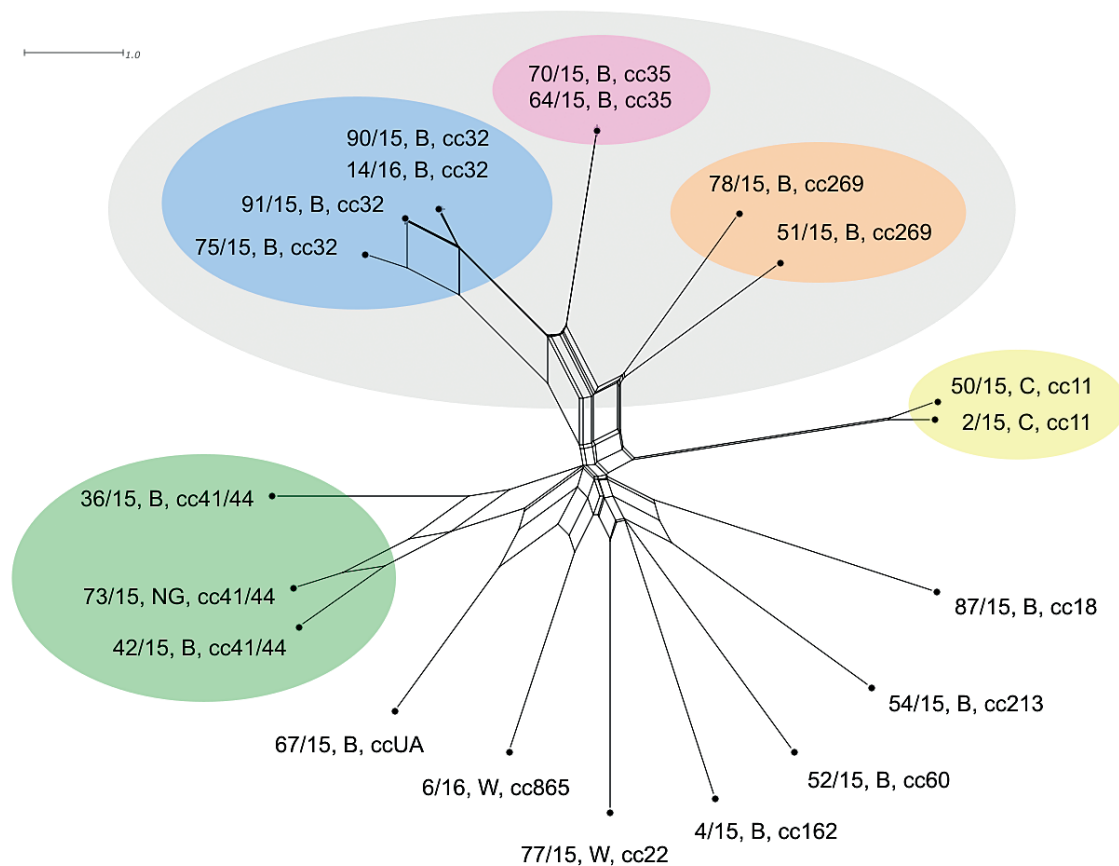 1.0
70/15, B, cc35
64/15, B, cc35
90/15, B, cc32
14/16, B, cc32
91/15, B, cc32
75/15, B, cc32
78/15, B, cc269
51/15, B, cc269
50/15, C, cc11
2/15, C, cc11
36/15, B, cc41/44
73/15, NG, cc41/44
42/15, B, cc41/44
87/15, B, cc18
54/15, B, cc213
67/15, B, ccUA
6/16, W, cc865
52/15, B, cc60
4/15, B, cc162
77/15, W, cc22